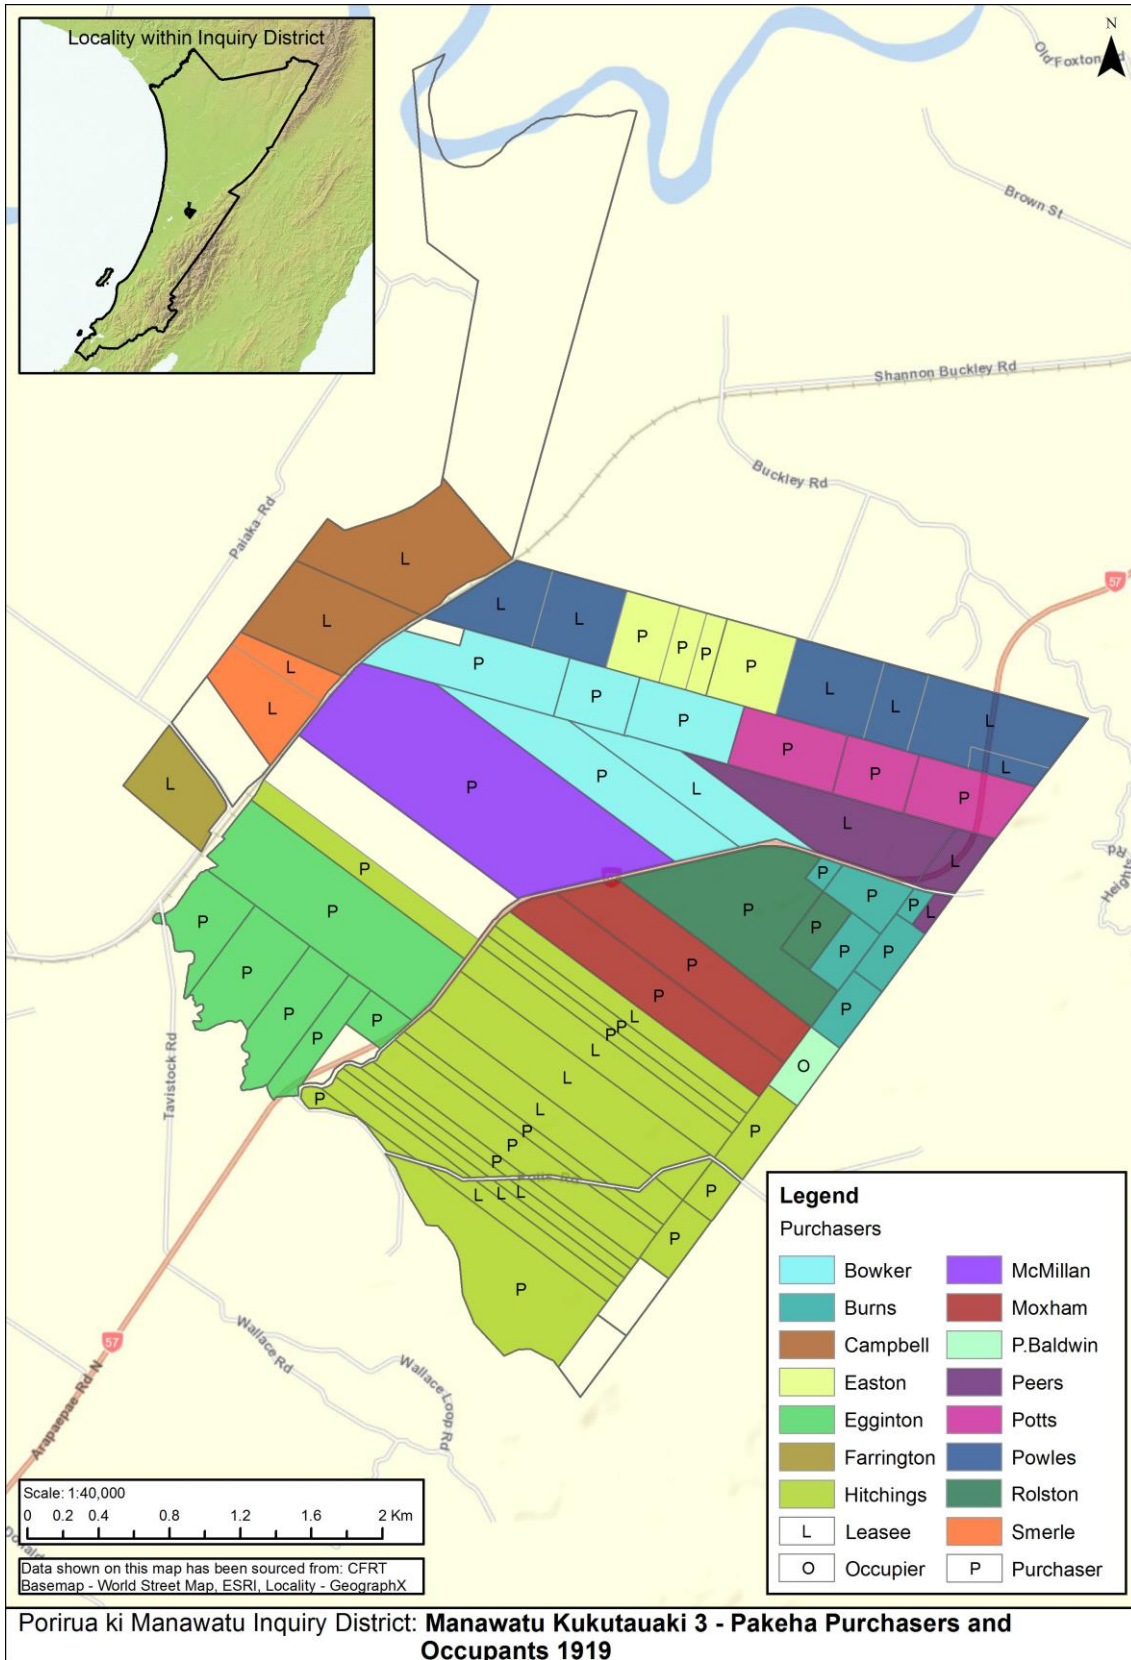 Locality within Inquiry District
N
Old Foxton Rd
Brown St
Shannon Buckley Rd
Buckley Rd
Paiaka Rd
57
L
L
L
L
L
L
L
P
P
P
P
L
L
L
L
P
P
P
P
P
P
P
P
L
L
L
P
P
P
P
P
P
P
L
P
P
P
P
Heights Rd
P
P
P
P
P
P
P
P
P
P
O
L
P
P
L
L
L
P
P
P
L
L
L
P
P
P
P
P
Rd
Tavistock Rd
Wallace Rd
Wallace Loop Rd
57
Arapaepae Rd N
Legend
Purchasers
Bowker McMillan
Burns Moxham
Campbell P.Baldwin
Easton Peers
Egginton Potts
Farrington Powles
Hitchings Rolston
L Leasee Smerle
O Occupier P Purchaser
Scale: 1:40,000
0 0.2 0.4 0.8 1.2 1.6 2 Km
Data shown on this map has been sourced from: CFRT
Basemap - World Street Map, ESRI, Locality - GeographX
Porirua ki Manawatu Inquiry District: Manawatu Kukutauaki 3 - Pakeha Purchasers and
Occupants 1919